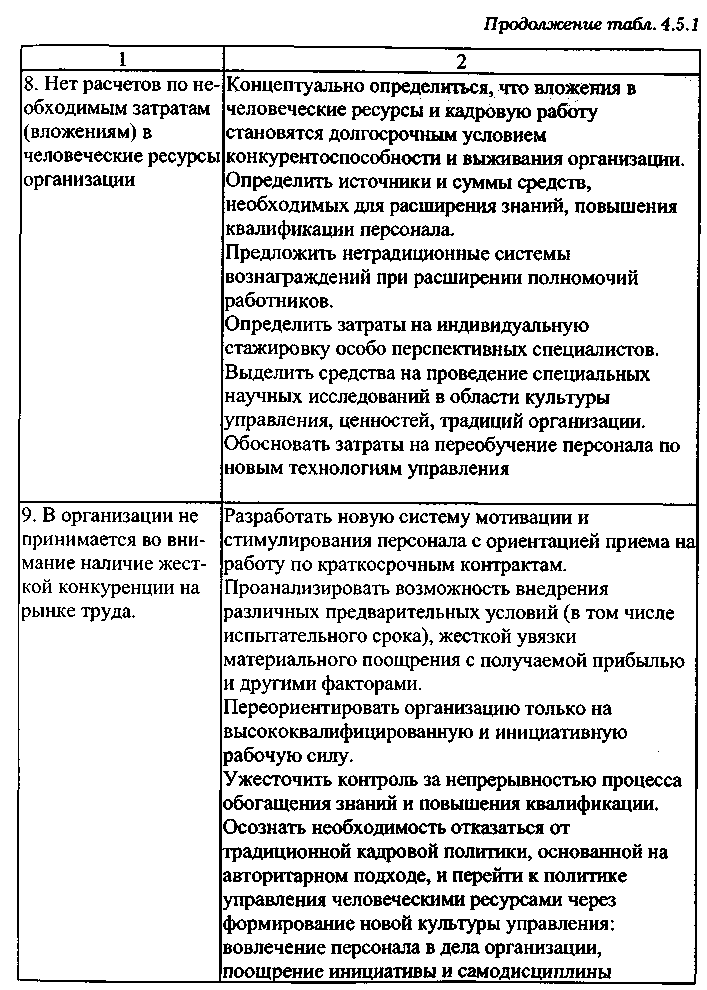 Продолжение табл. 4.5.1
1
2
8. Нет расчетов по не-
обходимым затратам
(вложениям) в
человеческие ресурсы
организации
Концептуально определиться, что вложения в
человеческие ресурсы и кадровую работу
становятся долгосрочным условием
конкурентоспособности и выживания организации.
Определить источники и суммы средств,
необходимых для расширения знаний, повышения
квалификации персонала.
Предложить нетрадиционные системы
вознаграждений при расширении полномочий
работников.
Определить затраты на индивидуальную
стажировку особо перспективных специалистов.
Выделить средства на проведение специальных
научных исследований в области культуры
управления, ценностей, традиций организации.
Обосновать затраты на переобучение персонала по
новым технологиям управления
9. В организации не
принимается во вни-
мание наличие жест-
кой конкуренции на
рынке труда.
Разработать новую систему мотивации и
стимулирования персонала с ориентацией приема на
работу по краткосрочным контрактам.
Проанализировать возможность внедрения
различных предварительных условий (в том числе
испытательного срока), жесткой увязки
материального поощрения с получаемой прибылью
и другими факторами.
Переориентировать организацию только на
высококвалифицированную и инициативную
рабочую силу.
Ужесточить контроль за непрерывностью процесса
обогащения знаний и повышения квалификации.
Осознать необходимость отказаться от
традиционной кадровой политики, основанной на
авторитарном подходе, и перейти к политике
управления человеческими ресурсами через
формирование новой культуры управления:
вовлечение персонала в дела организации,
поощрение инициативы и самодисциплины